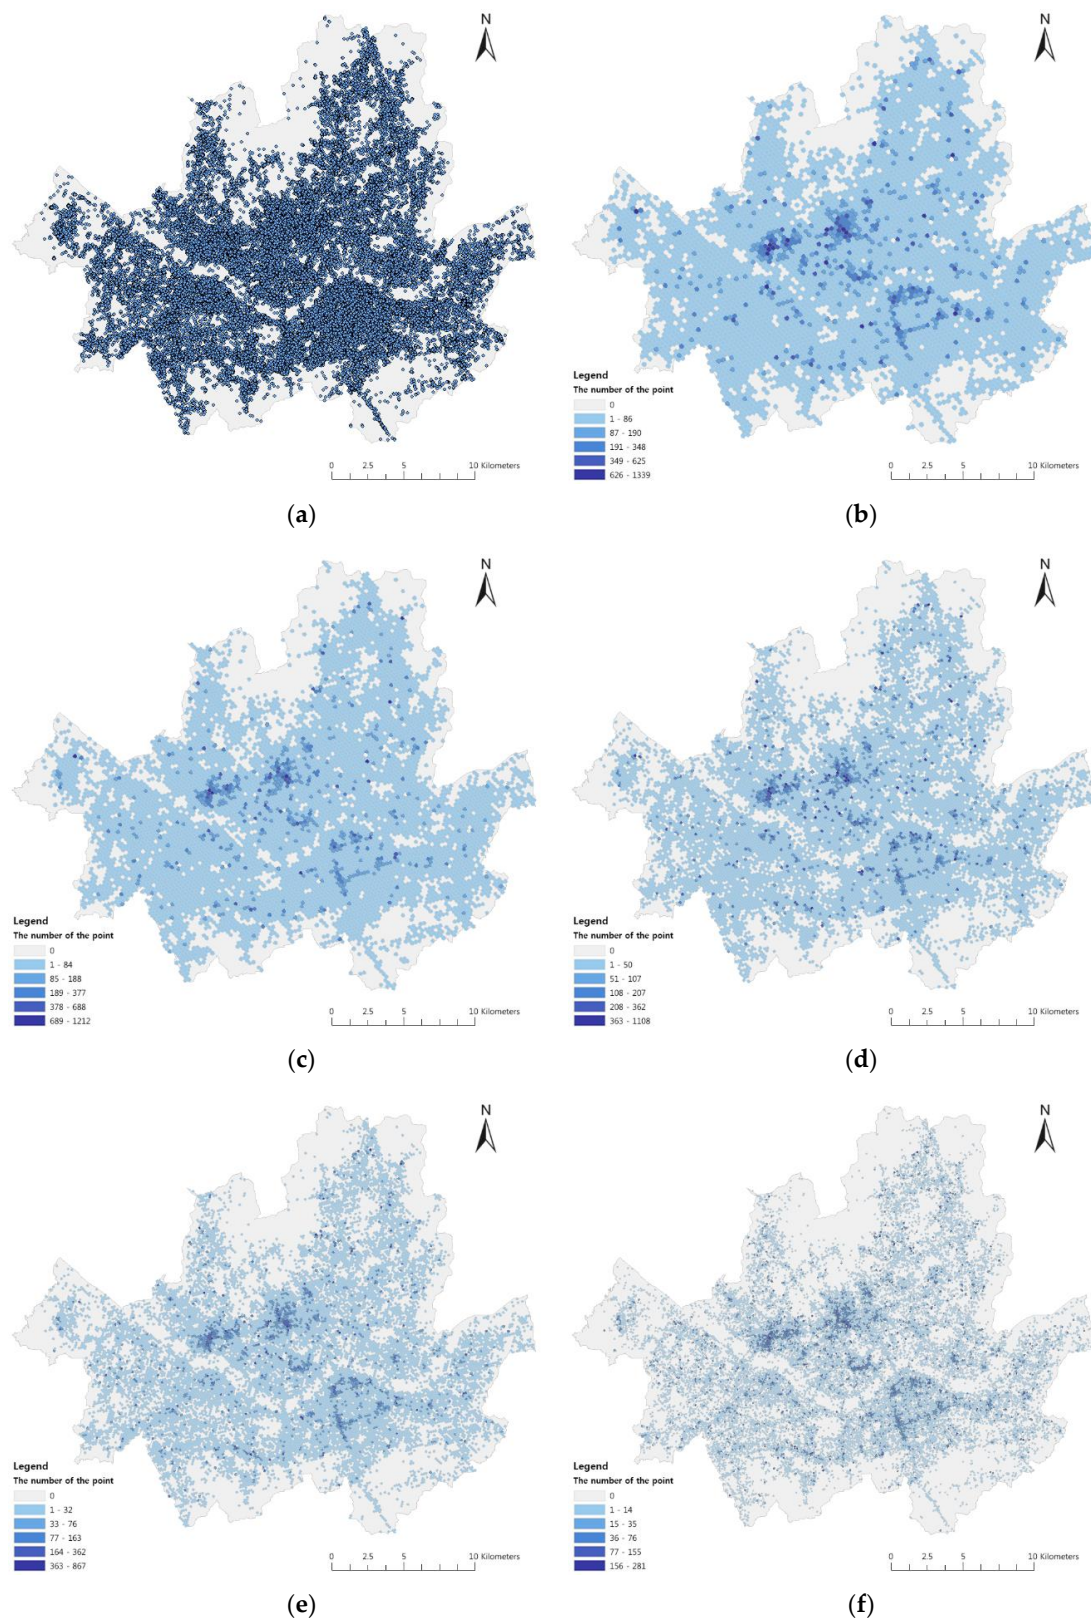 N
0 2.5 5 10 Kilometers
(a)
N
Legend
The number of the point
0
1 - 86
87 - 190
191 - 348
349 - 625
626 - 1339
0 2.5 5 10 Kilometers
(b)
N
Legend
The number of the point
0
1 - 84
85 - 188
189 - 377
378 - 688
689 - 1212
0 2.5 5 10 Kilometers
(c)
N
Legend
The number of the point
0
1 - 50
51 - 107
108 - 207
208 - 362
363 - 1108
0 2.5 5 10 Kilometers
(d)
N
Legend
The number of the point
0
1 - 32
33 - 76
77 - 163
164 - 362
363 - 867
0 2.5 5 10 Kilometers
(e)
N
Legend
The number of the point
0
1 - 14
15 - 35
36 - 76
77 - 155
156 - 281
0 2.5 5 10 Kilometers
(f)